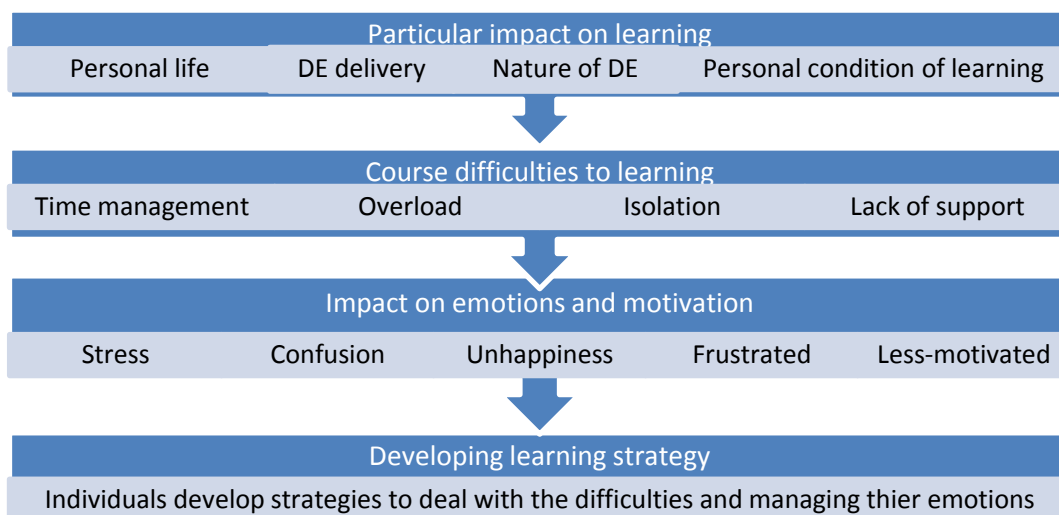 Particular impact on learning
Personal life DE delivery Nature of DE Personal condition of learning
Course difficulties to learning
Time management Overload Isolation Lack of support
Impact on emotions and motivation
Stress Confusion Unhappiness Frustrated Less-motivated
Developing learning strategy
Individuals develop strategies to deal with the difficulties and managing thier emotions